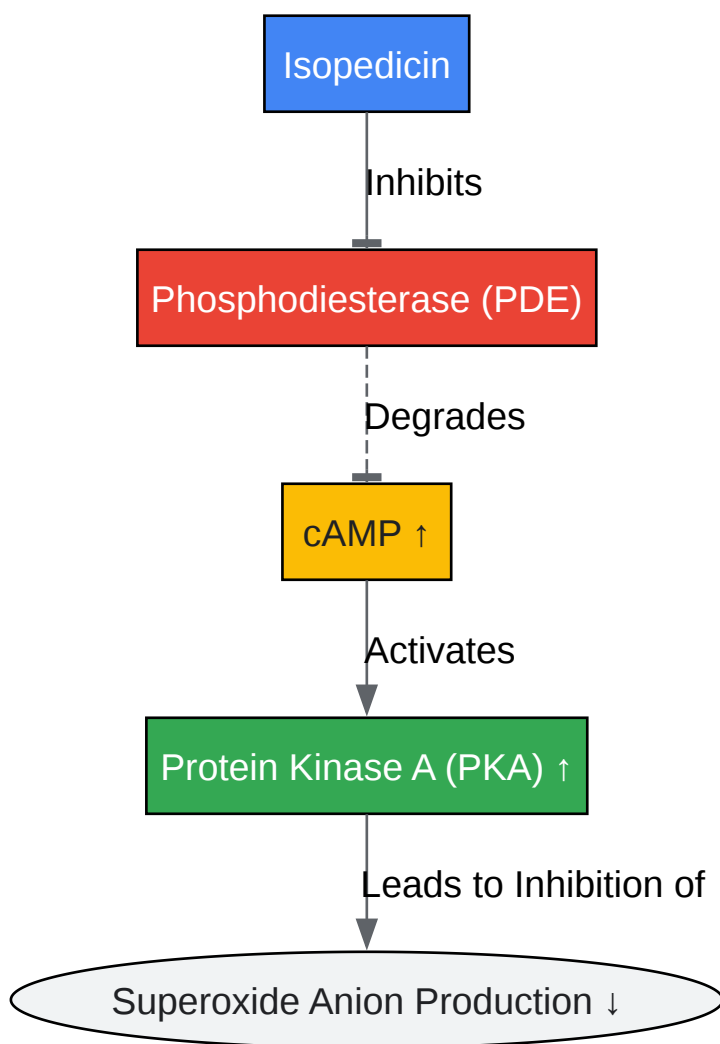 Isopedicin
Inhibits
Phosphodiesterase (PDE)
Degrades
cAMP ↑
Activates
Protein Kinase A (PKA) ↑
Leads to Inhibition of
Superoxide Anion Production ↓